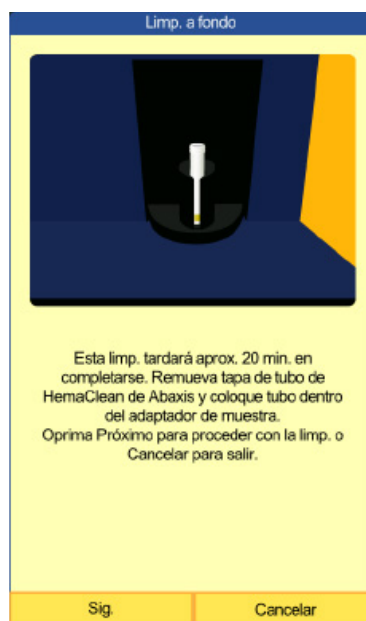 Limp. a fondo
Esta limp. tardará aprox. 20 min. en
completarse. Remueva tapa de tubo de
HemaClean de Abaxis y coloque tubo dentro
del adaptador de muestra.
Oprima Próximo para proceder con la limp. o
Cancelar para salir.
Sig.
Cancelar